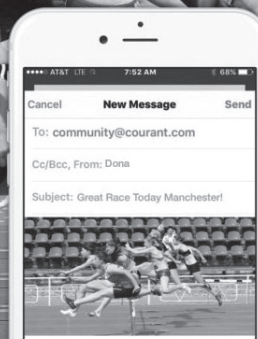 AT&T LTE 7:52 AM 68%
Cancel New Message Send
To: community@courant.com
Cc/Bcc, From: Dona
Subject: Great Race Today Manchester!